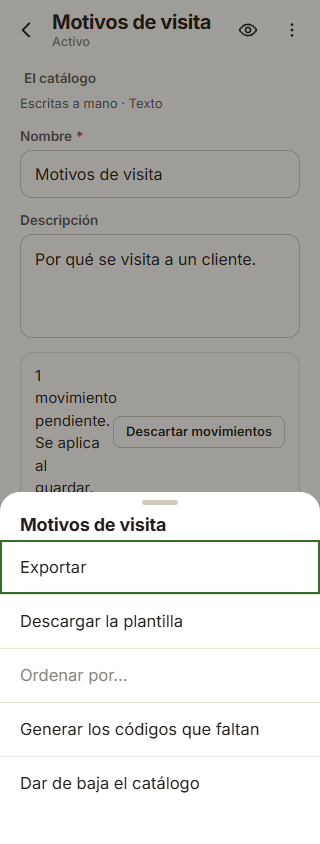 Motivos de visita
Activo
El catálogo
Escritas a mano · Texto
Nombre *
Motivos de visita
Descripción
Por qué se visita a un cliente.
1
movimiento
pendiente.
Se aplica
al
guardar.
Descartar movimientos
Motivos de visita
Exportar
Descargar la plantilla
Ordenar por...
Generar los códigos que faltan
Dar de baja el catálogo